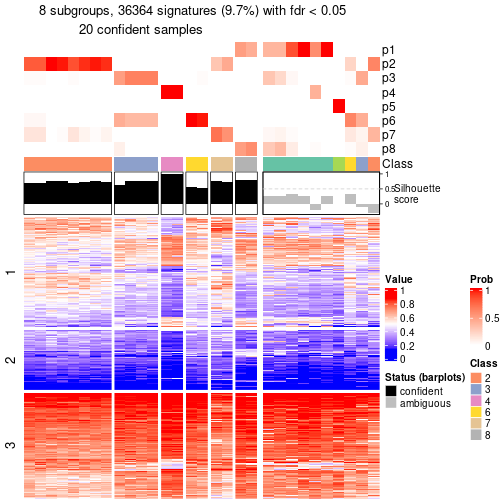 8 subgroups, 36364 signatures (9.7%) with fdr < 0.05
20 confident samples
p1
p2
p3
p4
p5
p6
p7
p8
Class
1
0.5
0
Silhouette
score
1
2
3
Value
1
0.8
0.6
0.4
0.2
0
Status (barplots)
confident
ambiguous
Prob
1
0.5
0
Class
2
3
4
6
7
8